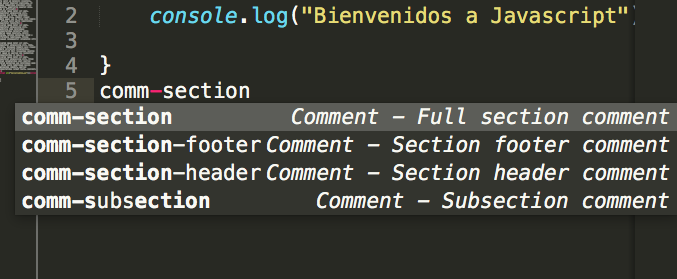 2 console.log("Bienvenidos a Javascript")
3
4 }
5 comm-section
comm-section Comment - Full section comment
comm-section-footer Comment - Section footer comment
comm-section-header Comment - Section header comment
comm-subsection Comment - Subsection comment